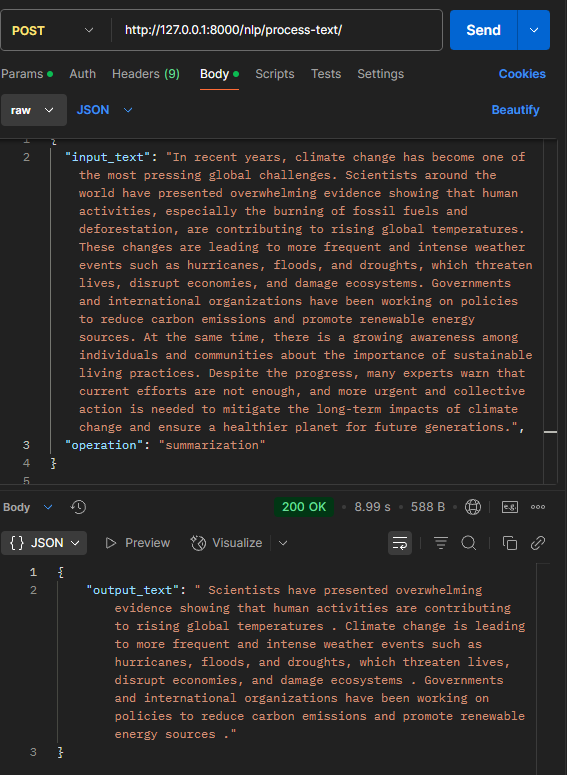 POST http://127.0.0.1:8000/nlp/process-text/ Send
Params Auth Headers (9) Body Scripts Tests Settings Cookies
raw JSON Beautify
1 {
2 "input_text": "In recent years, climate change has become one of
the most pressing global challenges. Scientists around the
world have presented overwhelming evidence showing that human
activities, especially the burning of fossil fuels and
deforestation, are contributing to rising global temperatures.
These changes are leading to more frequent and intense weather
events such as hurricanes, floods, and droughts, which threaten
lives, disrupt economies, and damage ecosystems. Governments
and international organizations have been working on policies
to reduce carbon emissions and promote renewable energy
sources. At the same time, there is a growing awareness among
individuals and communities about the importance of sustainable
living practices. Despite the progress, many experts warn that
current efforts are not enough, and more urgent and collective
action is needed to mitigate the long-term impacts of climate
change and ensure a healthier planet for future generations.",
3 "operation": "summarization"
4 }
5
Body 200 OK • 8.99 s • 588 B • e.g.
{} JSON Preview Visualize
1 {
2 "output_text": " Scientists have presented overwhelming
evidence showing that human activities are contributing
to rising global temperatures . Climate change is leading
to more frequent and intense weather events such as
hurricanes, floods, and droughts, which threaten lives,
disrupt economies, and damage ecosystems . Governments
and international organizations have been working on
policies to reduce carbon emissions and promote renewable
energy sources ."
3 }